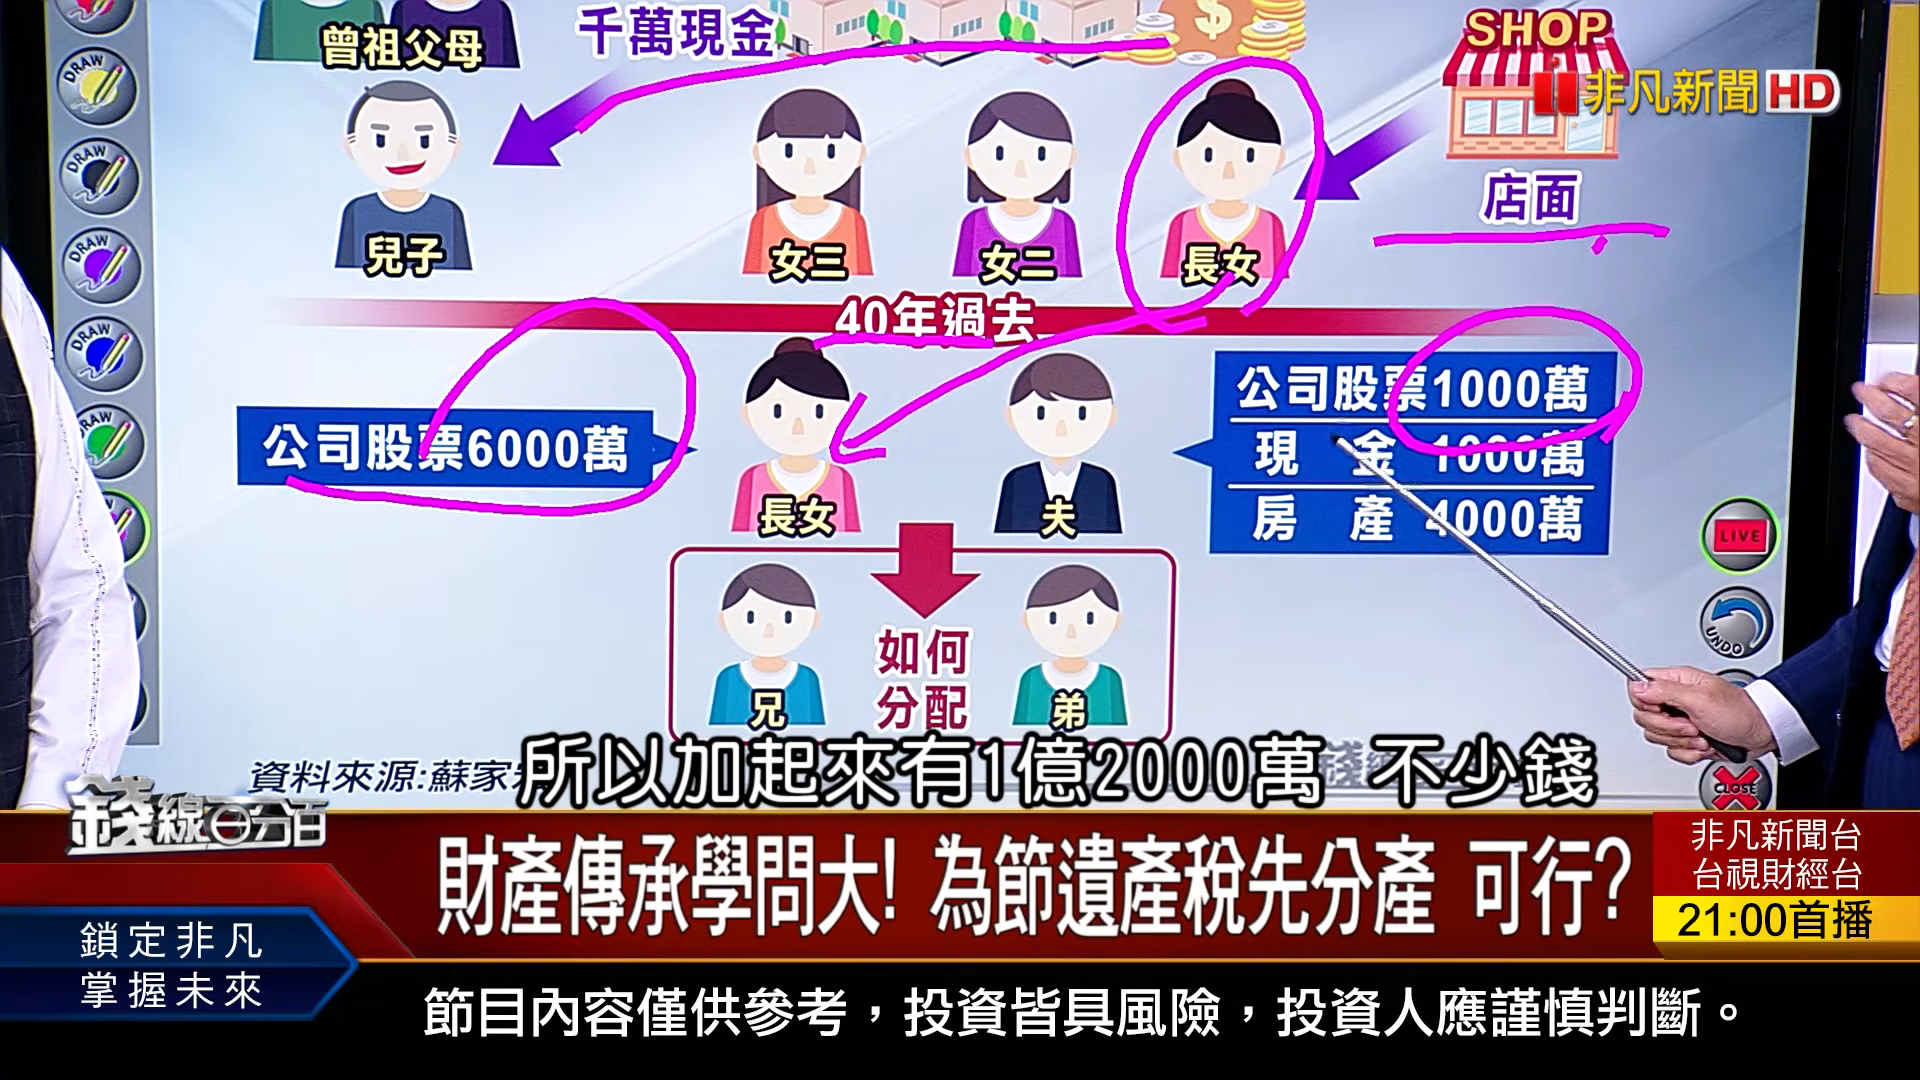 曾祖父母
千萬現金
SHOP
非凡新聞HD
DRAW
DRAW
DRAW
DRAW
店面
兒子
女三
女二
長女
40年過去
公司股票6000萬
長女
夫
公司股票1000萬
現 金 1000萬
房 產 4000萬
LIVE
UNDO
CLOSE
如何
分配
兄
弟
資料來源:蘇家
所以加起來有1億2000萬 不少錢
錢線百分百
財產傳承學問大! 為節遺產稅先分產 可行?
非凡新聞台
台視財經台
21:00首播
鎖定非凡
掌握未來
節目內容僅供參考，投資皆具風險，投資人應謹慎判斷。